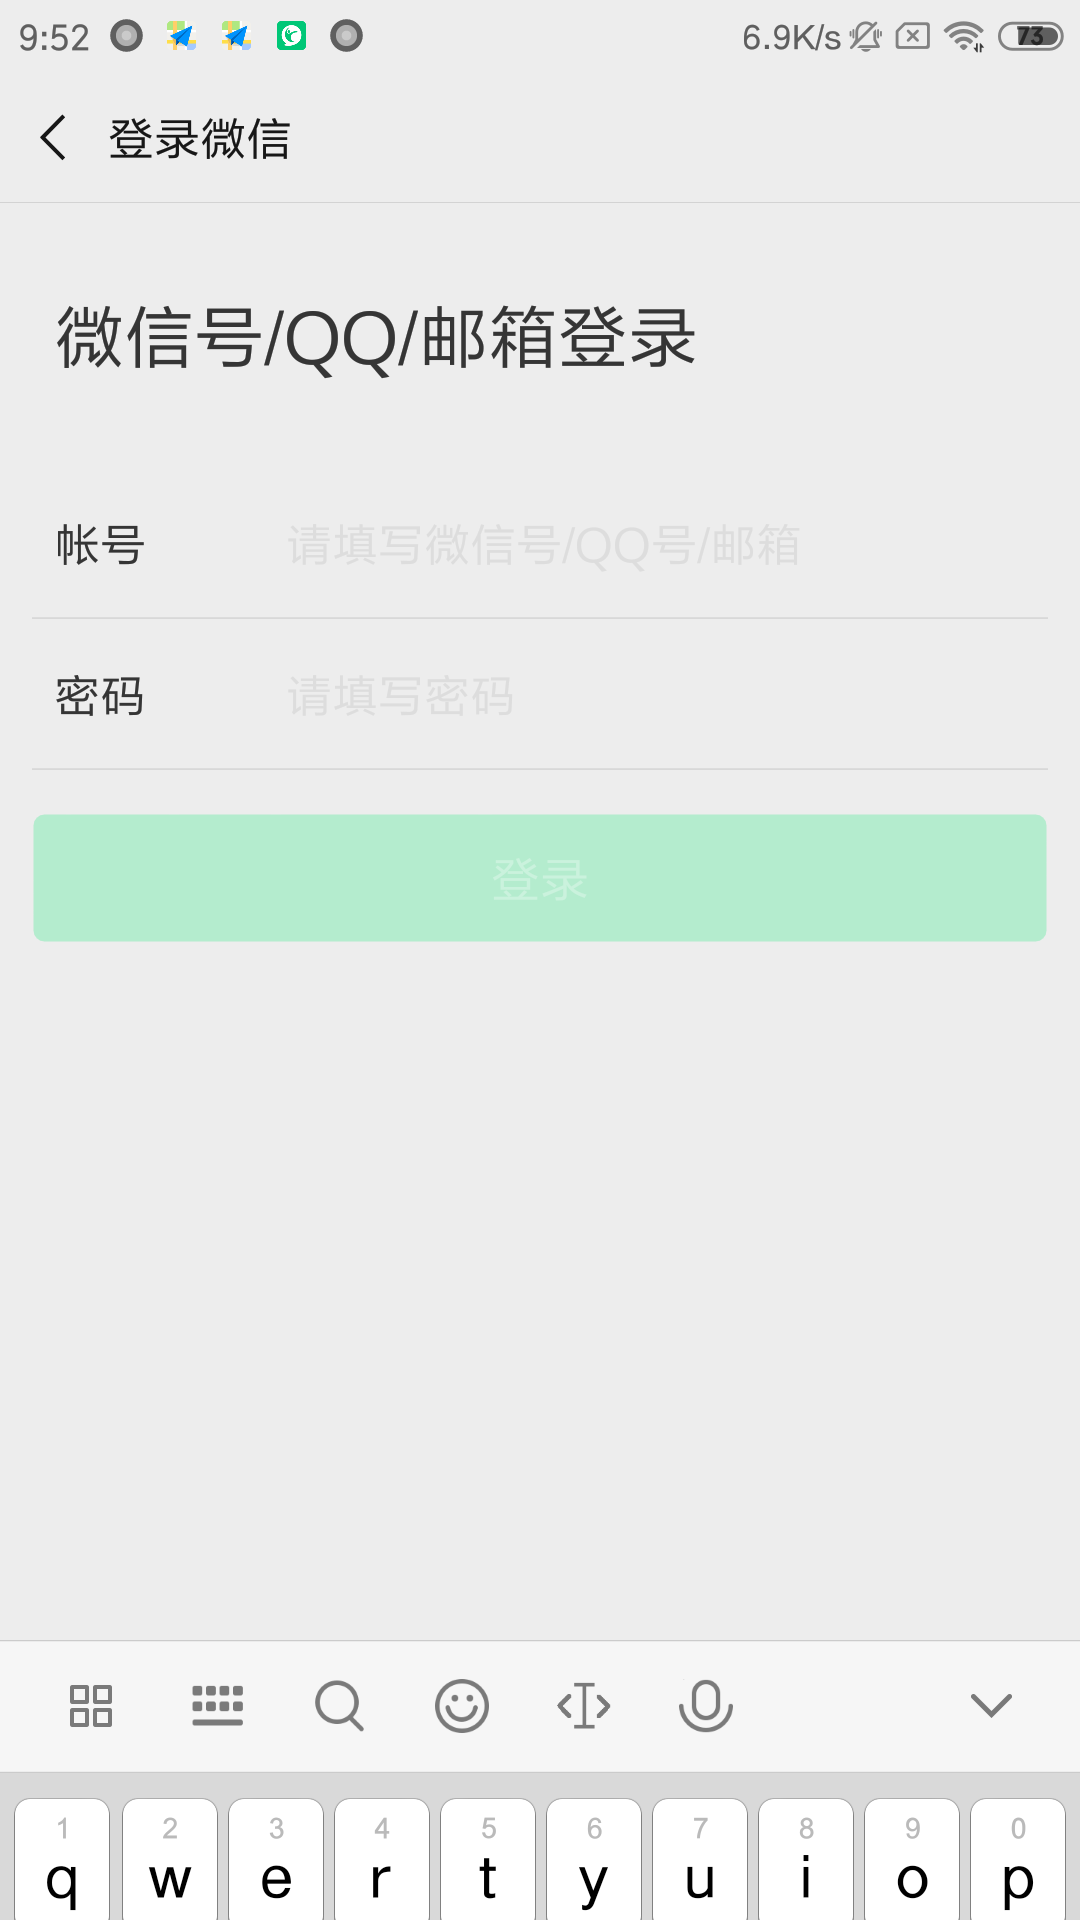 9:52 6.9K/s 73
登录微信
微信号/QQ/邮箱登录
帐号 请填写微信号/QQ号/邮箱
密码 请填写密码
登录
1 2 3 4 5 6 7 8 9 0
q w e r t y u i o p